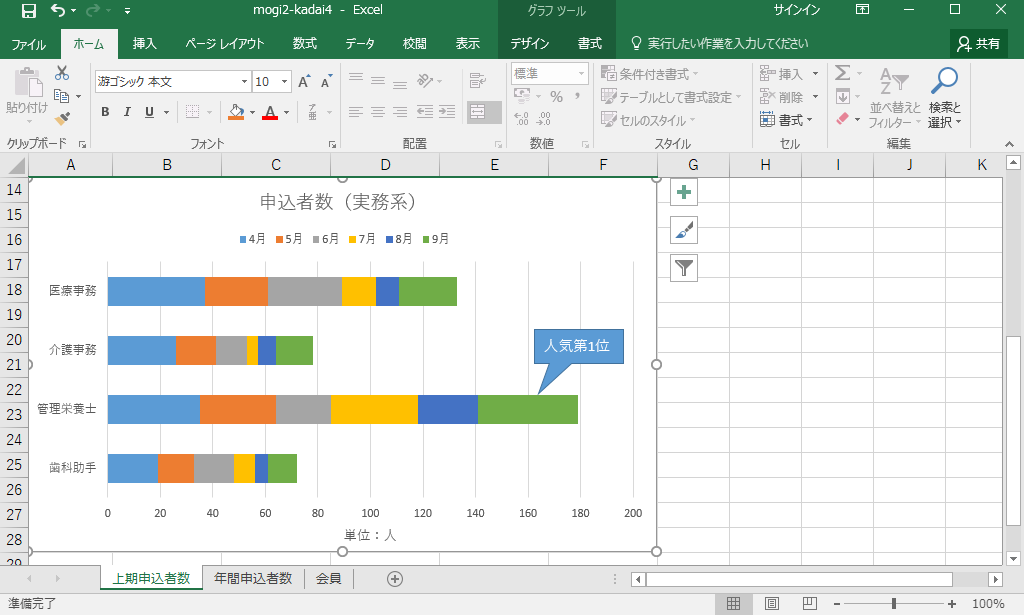 mogi2-kadai4 - Excel
グラフ ツール
サインイン
ファイル ホーム 挿入 ページ レイアウト 数式 データ 校閲 表示 デザイン 書式 実行したい作業を入力してください 共有
貼り付け
游ゴシック 本文 10
B I U
標準
% ,
条件付き書式
テーブルとして書式設定
セルのスタイル
挿入
削除
書式
並べ替えと
フィルター
検索と
選択
クリップボード フォント 配置 数値 スタイル セル 編集
A B C D E F G H I J K
14
15
16
17
18
19
20
21
22
23
24
25
26
27
28
29
申込者数（実務系）
4月 5月 6月 7月 8月 9月
医療事務
介護事務
管理栄養士
歯科助手
人気第1位
0 20 40 60 80 100 120 140 160 180 200
単位：人
上期申込者数 年間申込者数 会員
準備完了
100%